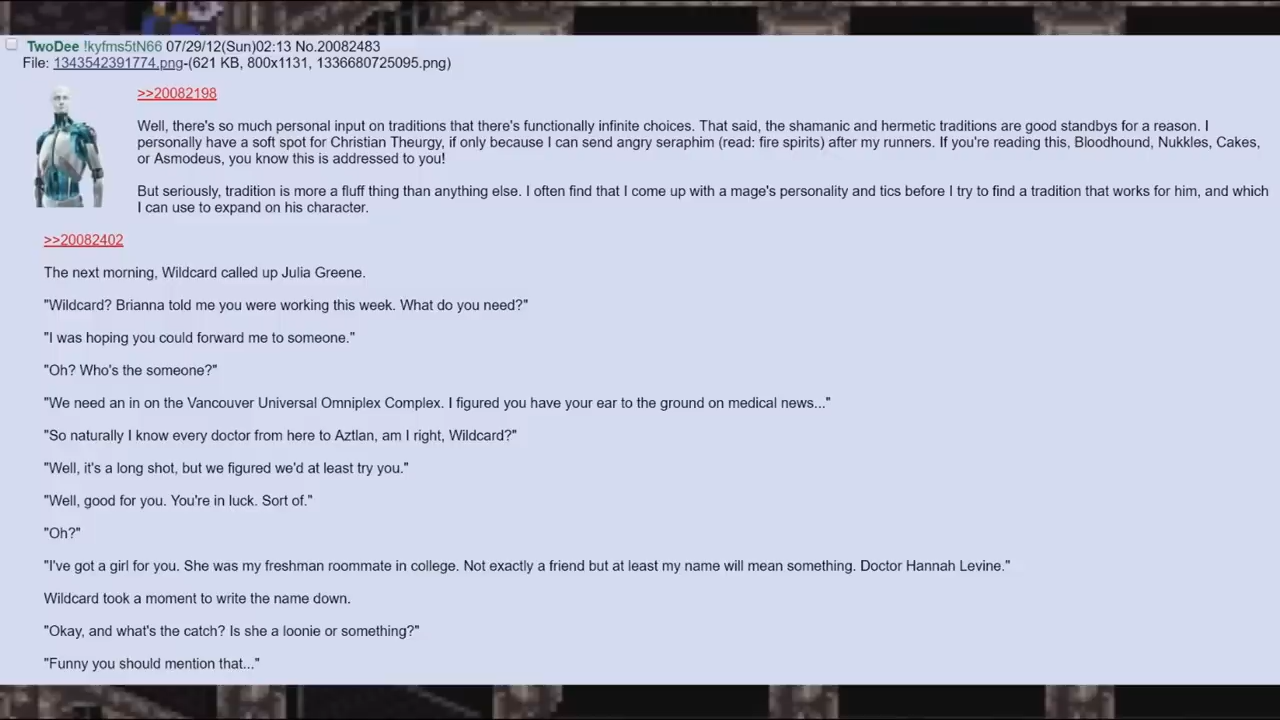 TwoDee !kyfms5tN66 07/29/12(Sun)02:13 No.20082483
File: 1343542391774.png-(621 KB, 800x1131, 1336680725095.png)
>>20082198
Well, there's so much personal input on traditions that there's functionally infinite choices. That said, the shamanic and hermetic traditions are good standbys for a reason. I
personally have a soft spot for Christian Theurgy, if only because I can send angry seraphim (read: fire spirits) after my runners. If you're reading this, Bloodhound, Nukkles, Cakes,
or Asmodeus, you know this is addressed to you!
But seriously, tradition is more a fluff thing than anything else. I often find that I come up with a mage's personality and tics before I try to find a tradition that works for him, and which
I can use to expand on his character.
>>20082402
The next morning, Wildcard called up Julia Greene.
"Wildcard? Brianna told me you were working this week. What do you need?"
"I was hoping you could forward me to someone."
"Oh? Who's the someone?"
"We need an in on the Vancouver Universal Omniplex Complex. I figured you have your ear to the ground on medical news..."
"So naturally I know every doctor from here to Aztlan, am I right, Wildcard?"
"Well, it's a long shot, but we figured we'd at least try you."
"Well, good for you. You're in luck. Sort of."
"Oh?"
"I've got a girl for you. She was my freshman roommate in college. Not exactly a friend but at least my name will mean something. Doctor Hannah Levine."
Wildcard took a moment to write the name down.
"Okay, and what's the catch? Is she a loonie or something?"
"Funny you should mention that..."